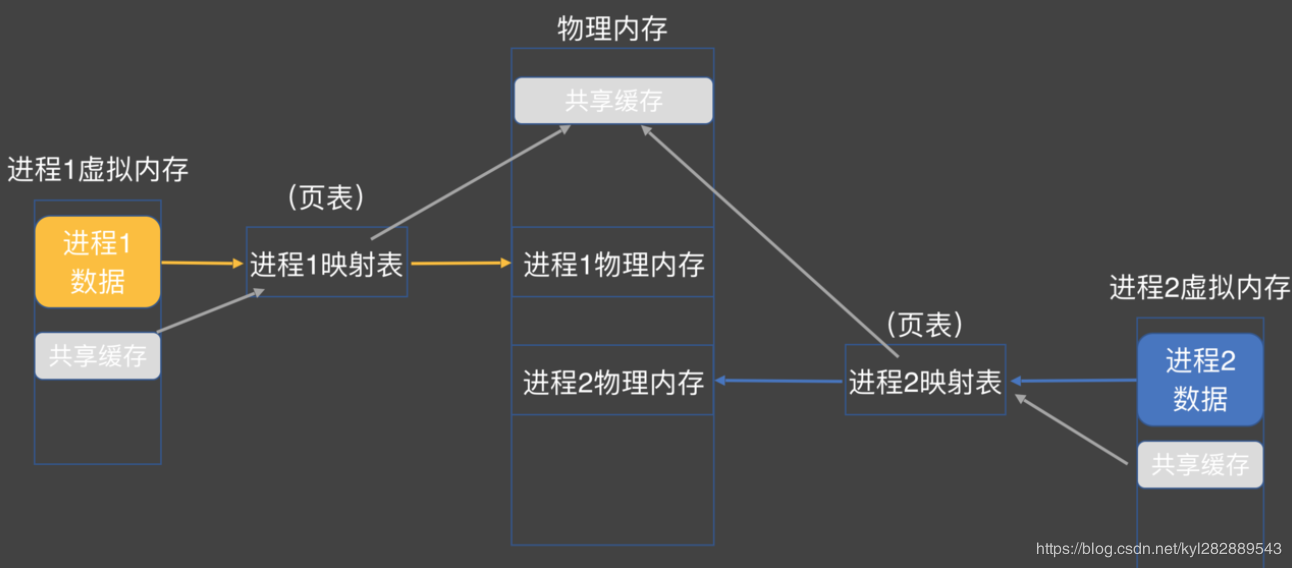 物理内存
共享缓存
进程1虚拟内存
（页表）
进程1
数据
进程1映射表
进程1物理内存
共享缓存
进程2虚拟内存
（页表）
进程2物理内存
进程2映射表
进程2
数据
共享缓存
https://blog.csdn.net/kyl282889543